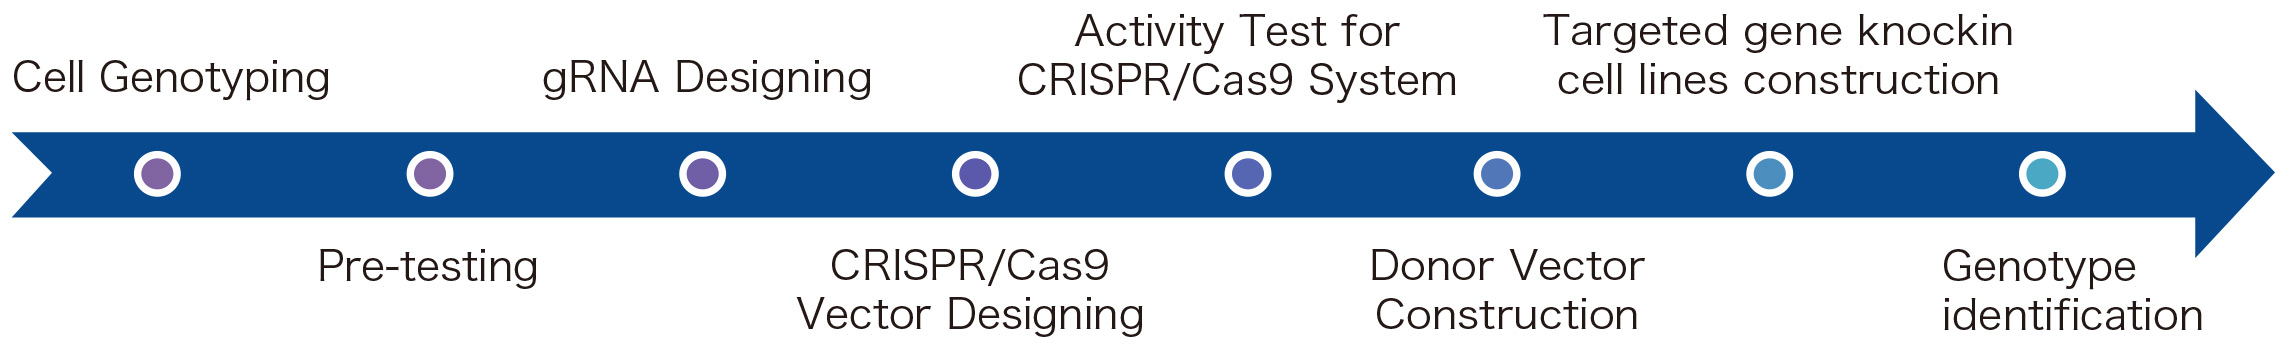 Cell Genotyping
Pre-testing
gRNA Designing
CRISPR/Cas9
Vector Designing
Activity Test for
CRISPR/Cas9 System
Donor Vector
Construction
Targeted gene knockin
cell lines construction
Genotype
identification